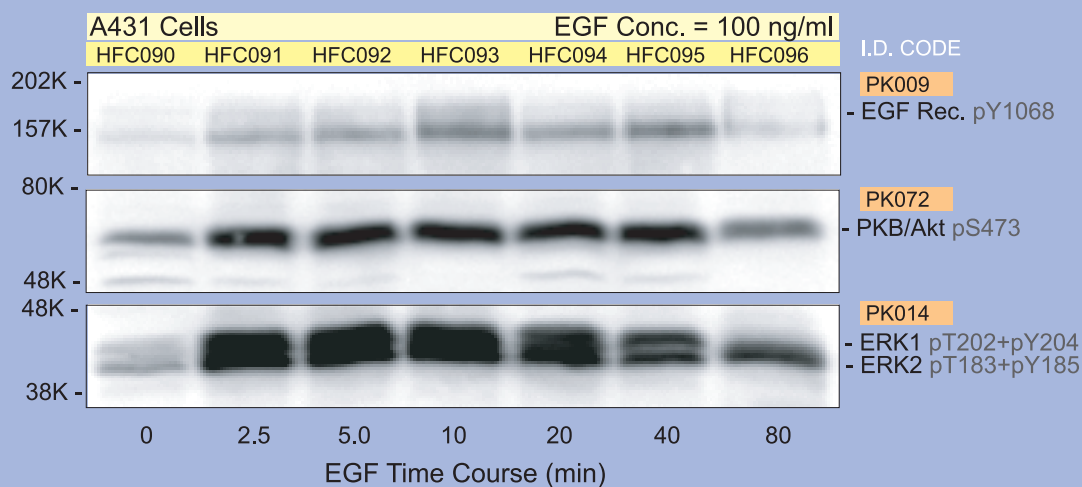 A431 Cells EGF Conc. = 100 ng/ml
HFC090 HFC091 HFC092 HFC093 HFC094 HFC095 HFC096 I.D. CODE
202K - PK009
157K - - EGF Rec. pY1068
80K - PK072
- PKB/Akt pS473
48K -
48K - PK014
- ERK1 pT202+pY204
- ERK2 pT183+pY185
38K -
0 2.5 5.0 10 20 40 80
EGF Time Course (min)